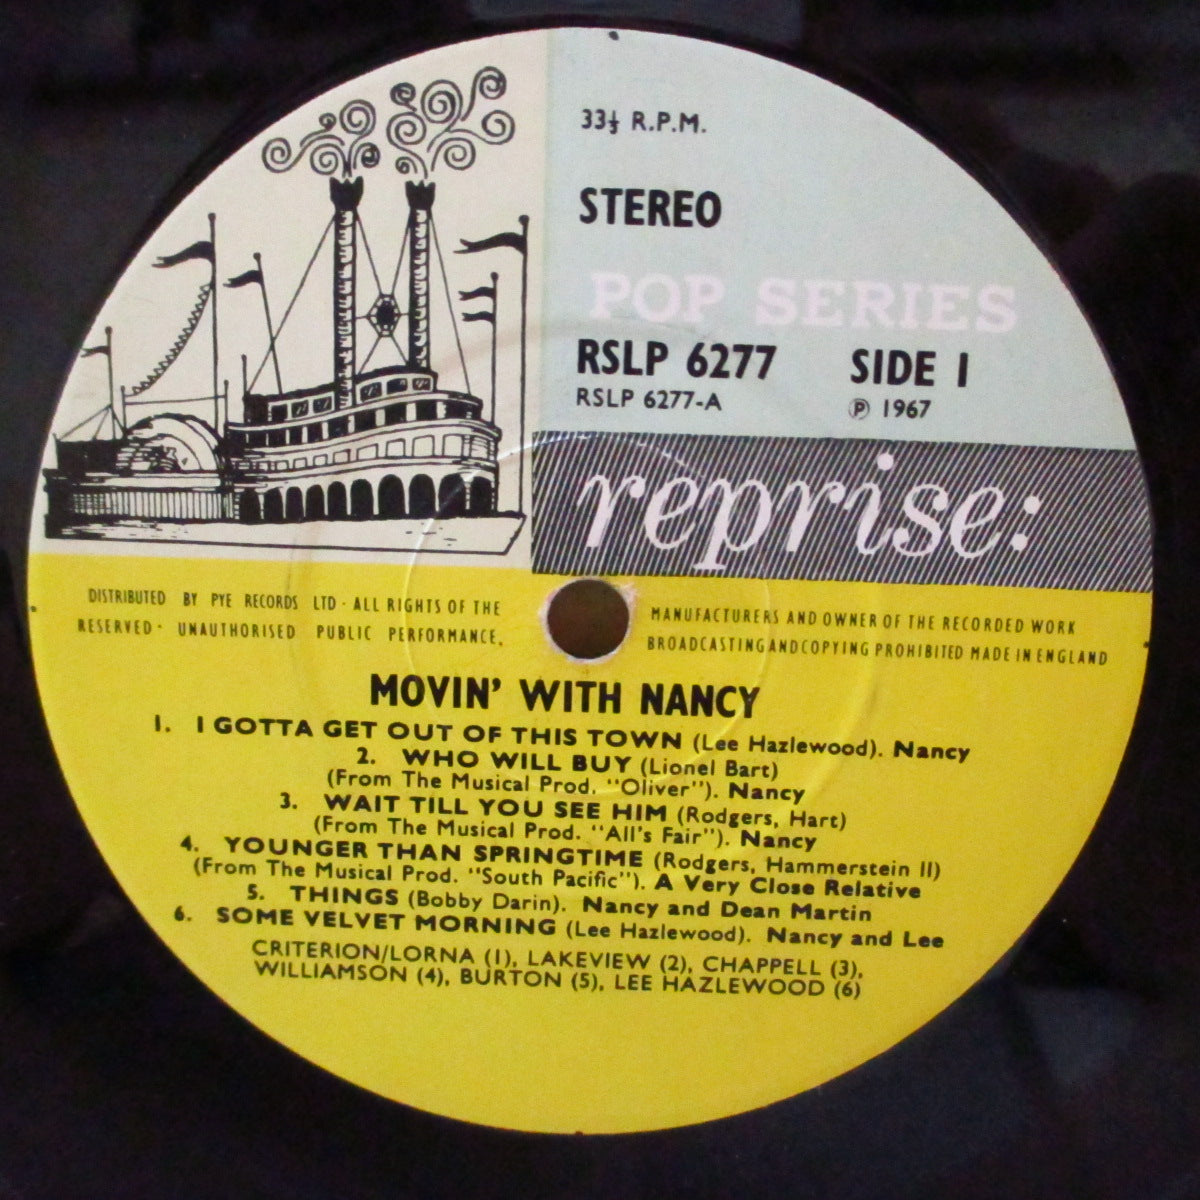 33⅓ R.P.M.
STEREO
POP SERIES
RSLP 6277 SIDE 1
RSLP 6277-A ℗ 1967
reprise:
DISTRIBUTED BY PYE RECORDS LTD · ALL RIGHTS OF THE MANUFACTURERS AND OWNER OF THE RECORDED WORK
RESERVED · UNAUTHORISED PUBLIC PERFORMANCE, BROADCASTING AND COPYING PROHIBITED MADE IN ENGLAND
MOVIN' WITH NANCY
1. I GOTTA GET OUT OF THIS TOWN (Lee Hazlewood). Nancy
2. WHO WILL BUY (Lionel Bart)
(From The Musical Prod. "Oliver"). Nancy
3. WAIT TILL YOU SEE HIM (Rodgers, Hart)
(From The Musical Prod. "All's Fair"). Nancy
4. YOUNGER THAN SPRINGTIME (Rodgers, Hammerstein II)
(From The Musical Prod. "South Pacific"). A Very Close Relative
5. THINGS (Bobby Darin). Nancy and Dean Martin
6. SOME VELVET MORNING (Lee Hazlewood). Nancy and Lee
CRITERION/LORNA (1), LAKEVIEW (2), CHAPPELL (3),
WILLIAMSON (4), BURTON (5), LEE HAZLEWOOD (6)